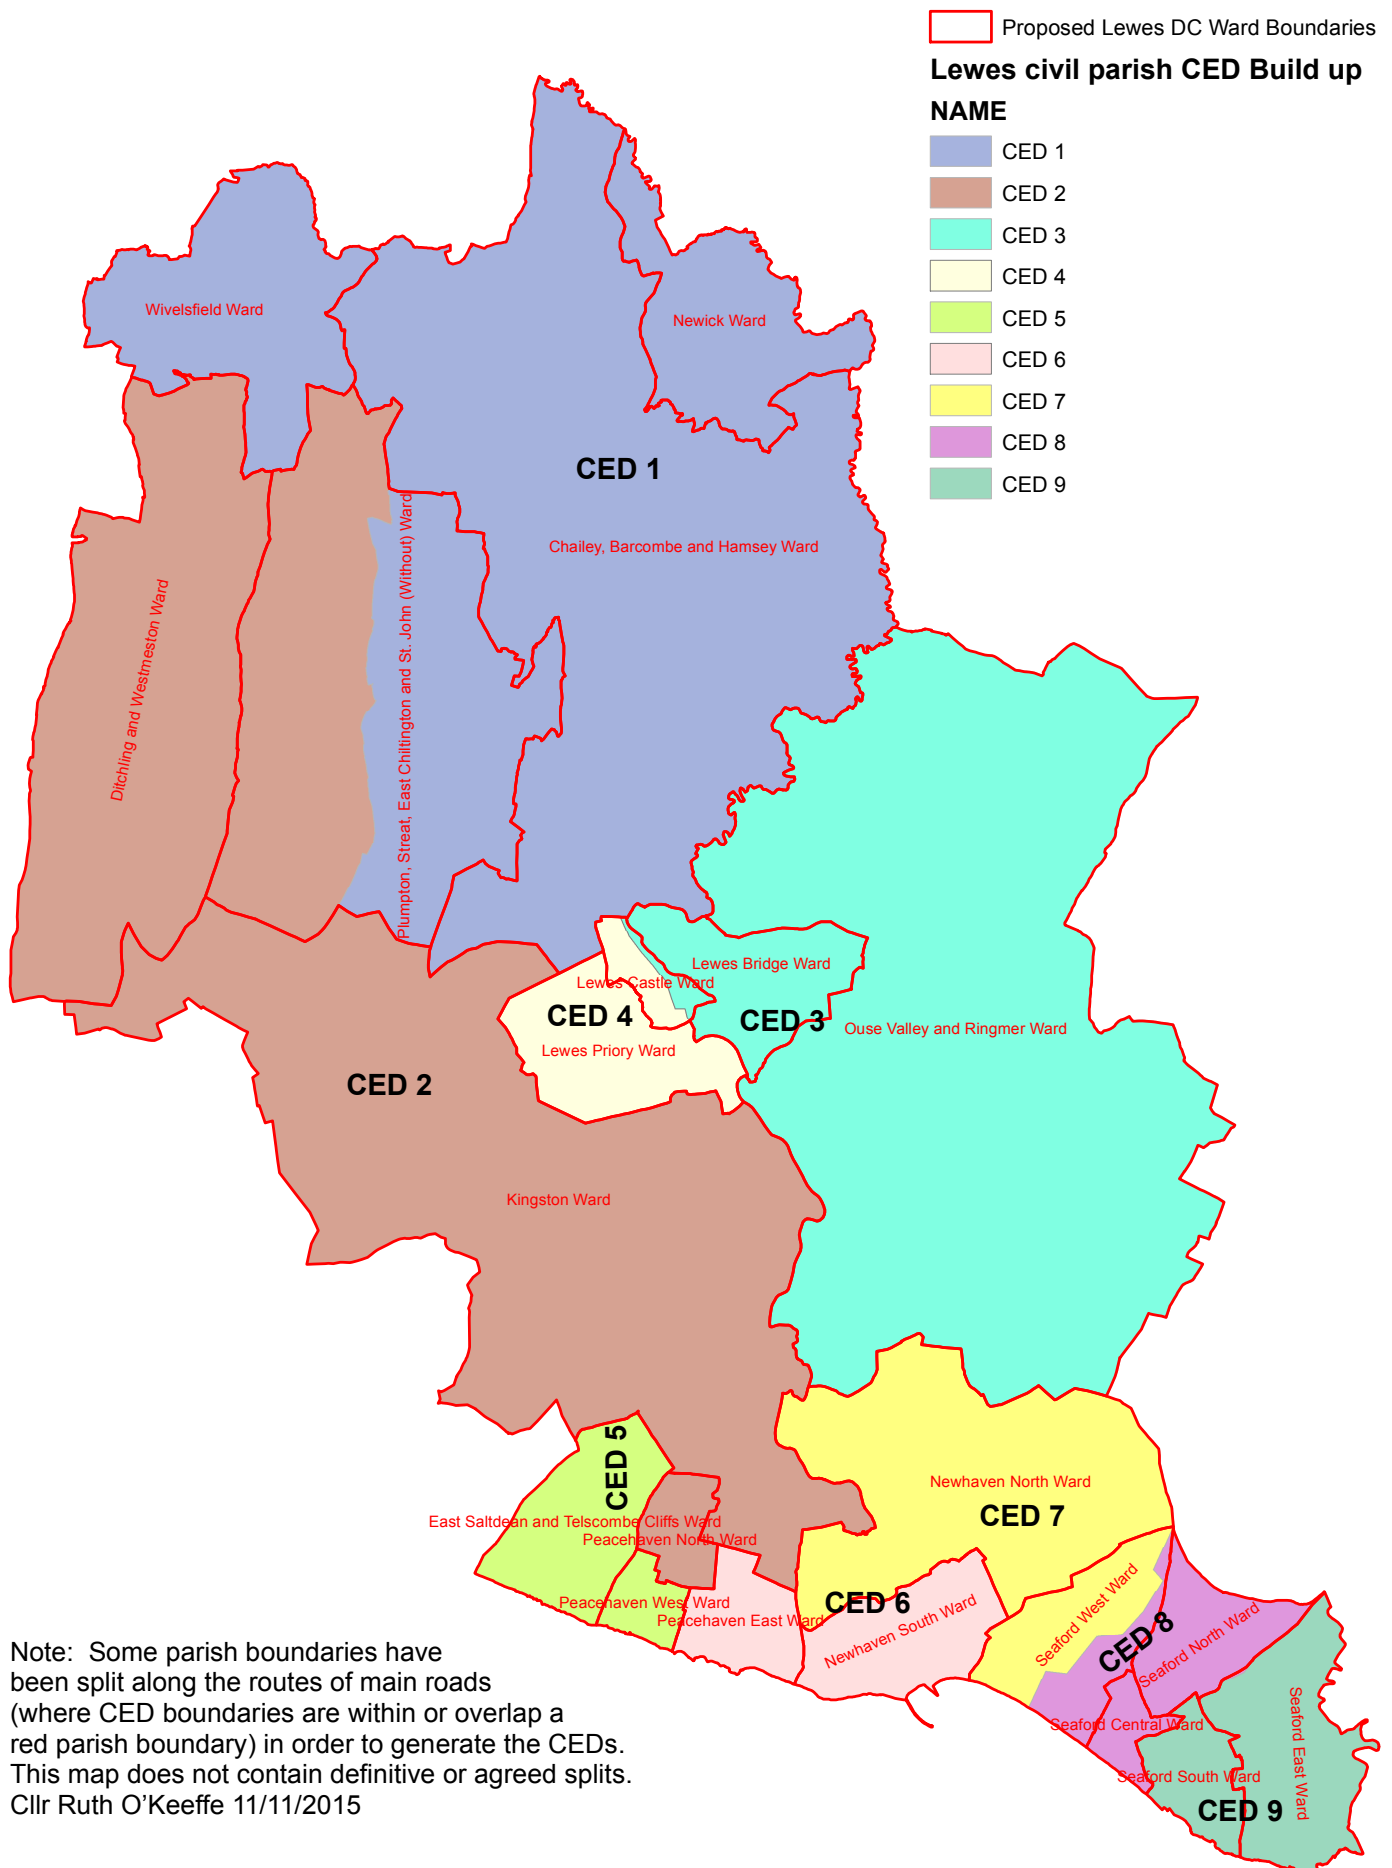 Proposed Lewes DC Ward Boundaries
Lewes civil parish CED Build up
NAME
CED 1
CED 2
CED 3
CED 4
CED 5
CED 6
CED 7
CED 8
CED 9
Wivelsfield Ward
Newick Ward
CED 1
Chailey, Barcombe and Hamsey Ward
Plumpton, Streat, East Chiltington and St. John (Without) Ward
Ditchling and Westmeston Ward
Lewes Bridge Ward
Lewes Castle Ward
CED 4
CED 3
Ouse Valley and Ringmer Ward
Lewes Priory Ward
CED 2
Kingston Ward
CED 5
Newhaven North Ward
CED 7
East Saltdean and Telscombe Cliffs Ward
Peacehaven North Ward
Peacehaven West Ward
CED 6
Peacehaven East Ward
Newhaven South Ward
Seaford West Ward
CED 8
Seaford North Ward
Seaford Central Ward
Seaford East Ward
Seaford South Ward
CED 9
Note: Some parish boundaries have
been split along the routes of main roads
(where CED boundaries are within or overlap a
red parish boundary) in order to generate the CEDs.
This map does not contain definitive or agreed splits.
Cllr Ruth O'Keeffe 11/11/2015